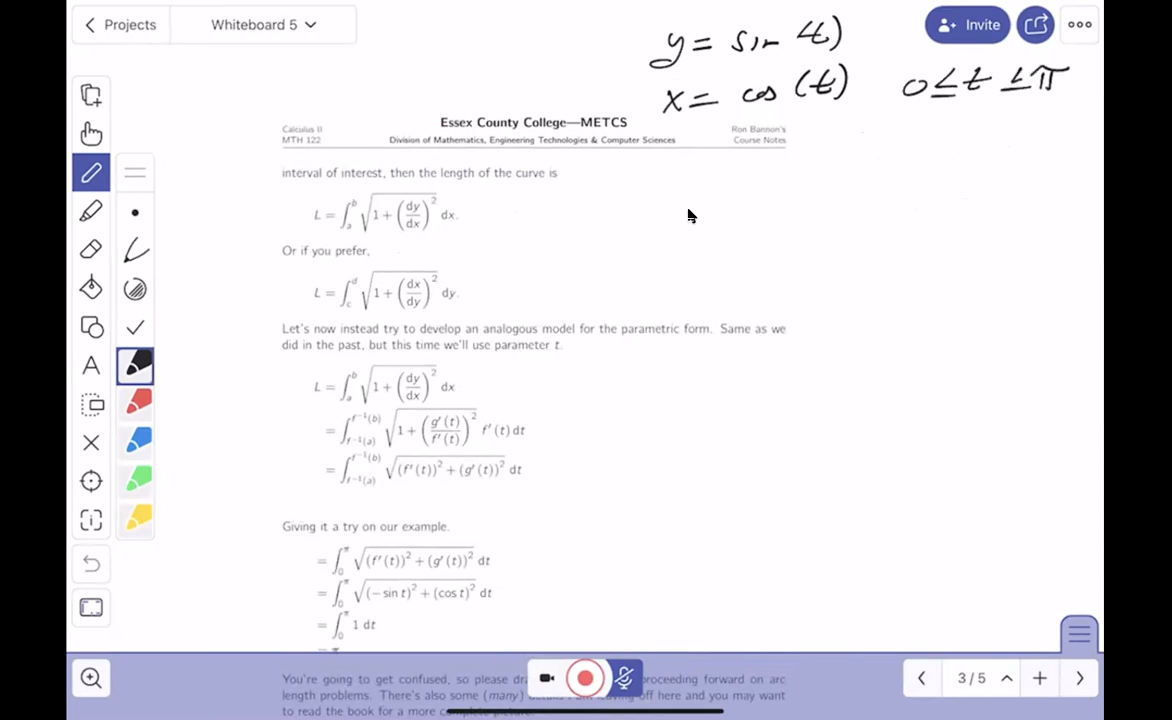 Projects
Whiteboard 5
Invite
y = sin (t)
x = cos (t) 0 ≤ t ≤ π
Calculus II
MTH 122
Essex County College—METCS
Division of Mathematics, Engineering Technologies & Computer Sciences
Ron Bannon's
Course Notes
interval of interest, then the length of the curve is
L = ∫_a^b √(1 + (dy/dx)^2) dx.
Or if you prefer,
L = ∫_c^d √(1 + (dx/dy)^2) dy.
Let's now instead try to develop an analogous model for the parametric form. Same as we
did in the past, but this time we'll use parameter t.
L = ∫_a^b √(1 + (dy/dx)^2) dx
= ∫_{f^{-1}(a)}^{f^{-1}(b)} √(1 + (g'(t)/f'(t))^2) f'(t) dt
= ∫_{f^{-1}(a)}^{f^{-1}(b)} √((f'(t))^2 + (g'(t))^2) dt
Giving it a try on our example.
= ∫_0^π √((f'(t))^2 + (g'(t))^2) dt
= ∫_0^π √((− sin t)^2 + (cos t)^2) dt
= ∫_0^π 1 dt
You're going to get confused, so please roceeding forward on arc
length problems. There's also some (many) off here and you may want
to read the book for a more
3 / 5